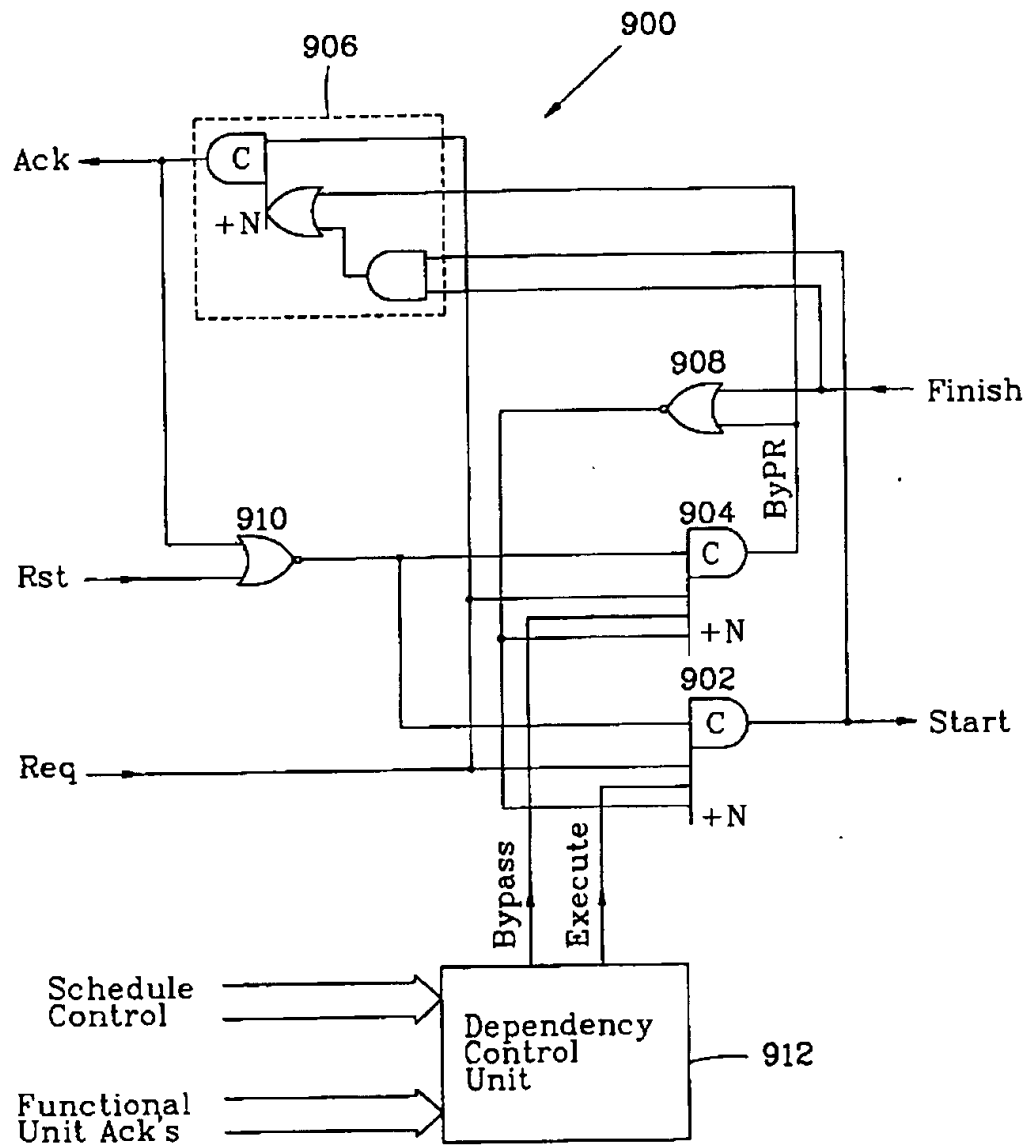 906
900
Ack
C
+N
908
Finish
ByPR
910
904
C
Rst
+N
902
C
Start
Req
+N
Bypass
Execute
Schedule
Control
Dependency
Control
Unit
912
Functional
Unit Ack's